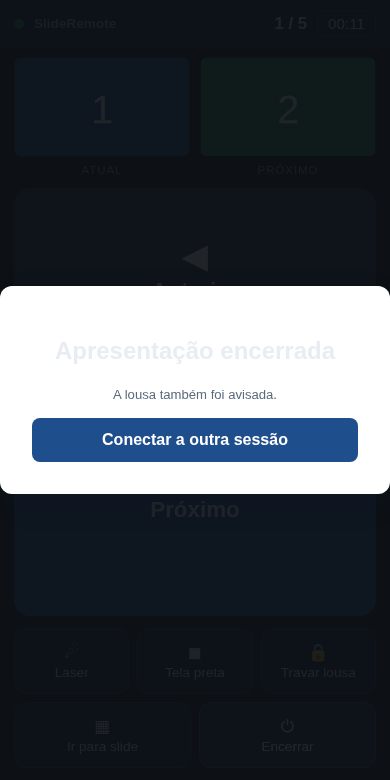 SlideRemote
1 / 5
00:11
1
2
ATUAL
PRÓXIMO
◀
Apresentação encerrada
A lousa também foi avisada.
Conectar a outra sessão
Próximo
Laser
Tela preta
Travar lousa
Ir para slide
Encerrar